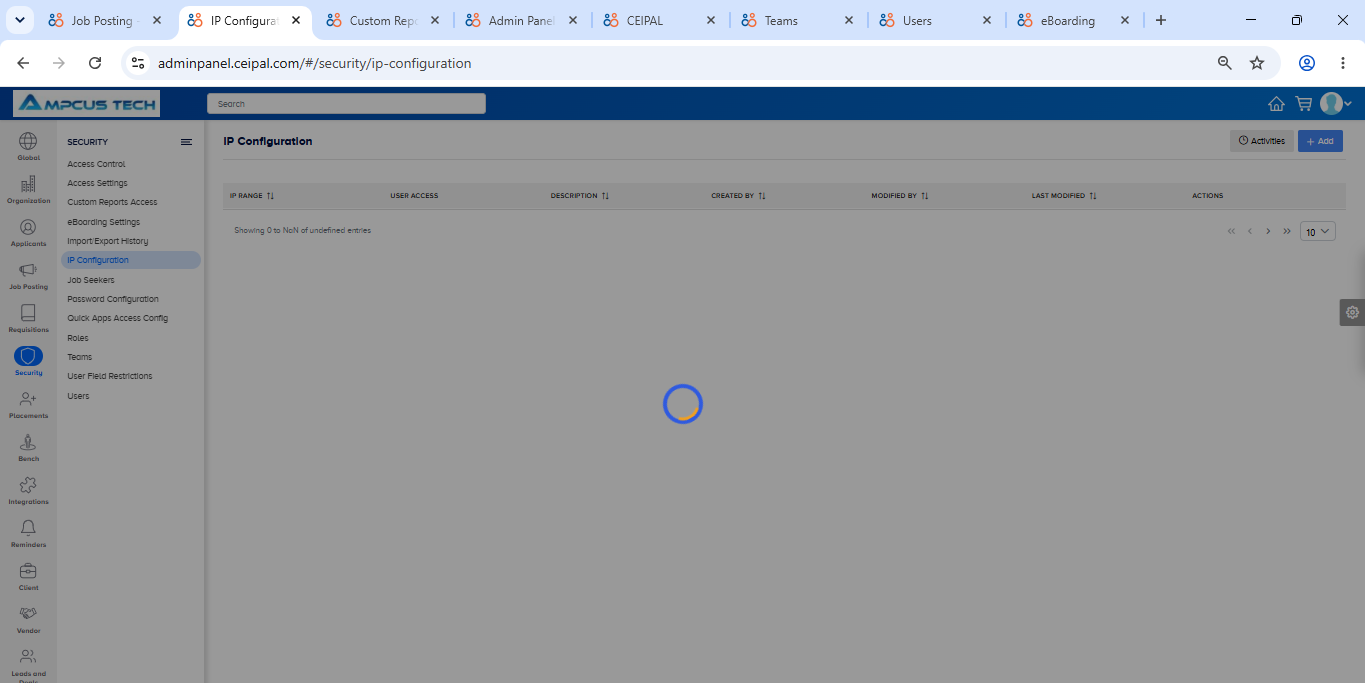 Job Posting -
IP Configurat
Custom Repo
Admin Panel
CEIPAL
Teams
Users
eBoarding
adminpanel.ceipal.com/#/security/ip-configuration
AMPCUS TECH
Search
Global
Organization
Applicants
Job Posting
Requisitions
Security
Placements
Bench
Integrations
Reminders
Client
Vendor
Leads and
Deals
SECURITY
Access Control
Access Settings
Custom Reports Access
eBoarding Settings
Import/Export History
IP Configuration
Job Seekers
Password Configuration
Quick Apps Access Config
Roles
Teams
User Field Restrictions
Users
IP Configuration
Activities
+ Add
IP RANGE
USER ACCESS
DESCRIPTION
CREATED BY
MODIFIED BY
LAST MODIFIED
ACTIONS
Showing 0 to NaN of undefined entries
10